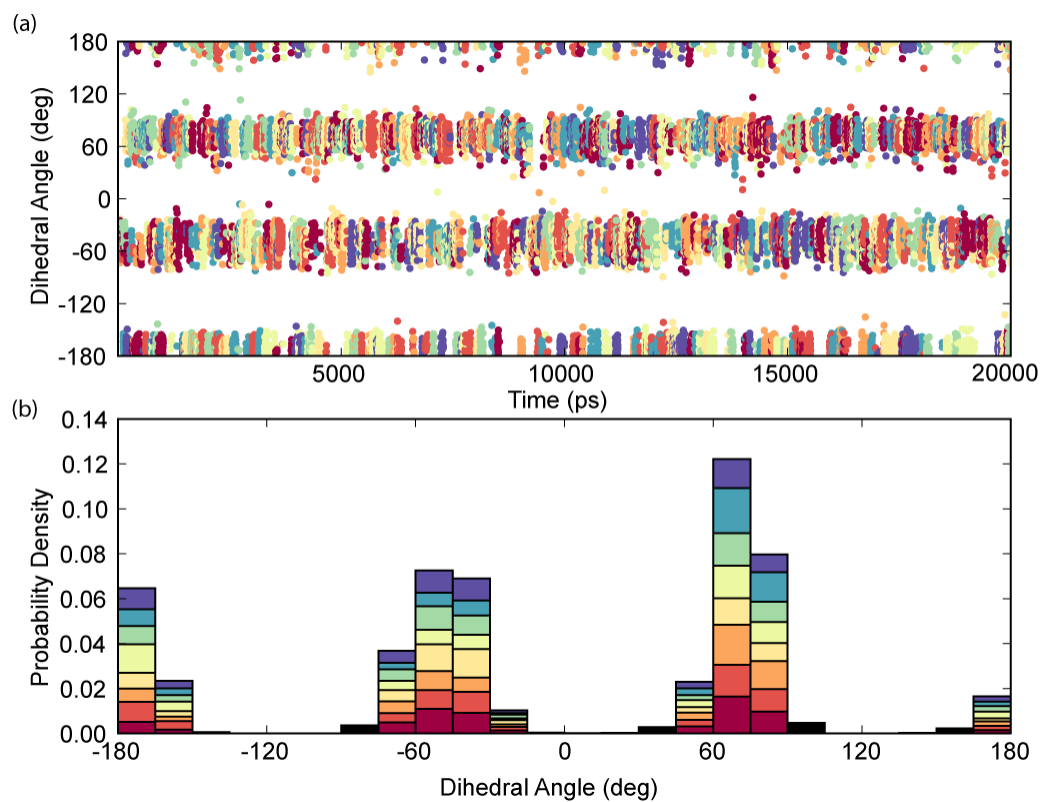 (a)
180
120
60
0
-60
-120
-180
Dihedral Angle (deg)
5000 10000 15000 20000
Time (ps)
(b)
0.14
0.12
0.10
0.08
0.06
0.04
0.02
0.00
Probability Density
-180 -120 -60 0 60 120 180
Dihedral Angle (deg)